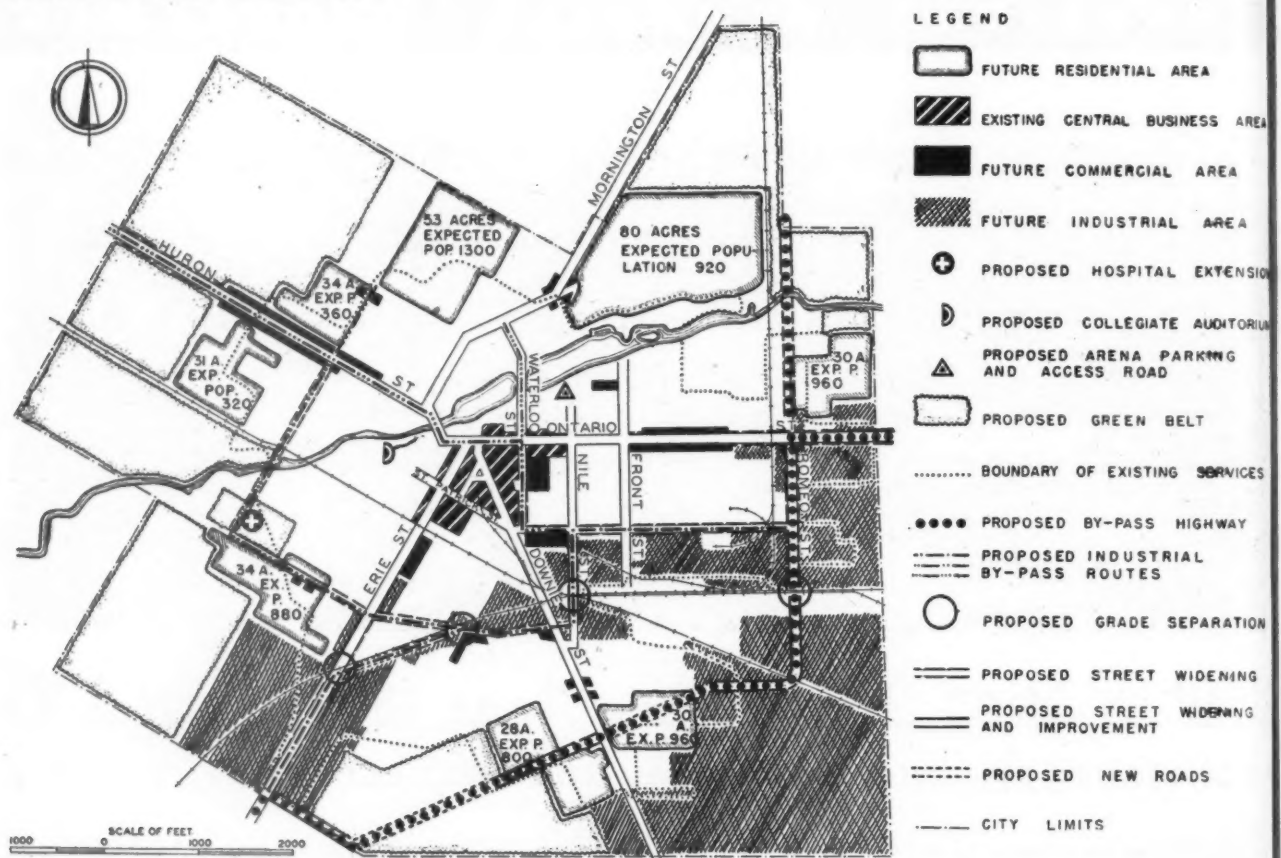 LEGEND
FUTURE RESIDENTIAL AREA
EXISTING CENTRAL BUSINESS AREA
FUTURE COMMERCIAL AREA
FUTURE INDUSTRIAL AREA
PROPOSED HOSPITAL EXTENSION
PROPOSED COLLEGIATE AUDITORIUM
PROPOSED ARENA PARKING
AND ACCESS ROAD
PROPOSED GREEN BELT
BOUNDARY OF EXISTING SERVICES
PROPOSED BY-PASS HIGHWAY
PROPOSED INDUSTRIAL
BY-PASS ROUTES
PROPOSED GRADE SEPARATION
PROPOSED STREET WIDENING
PROPOSED STREET WIDENING
AND IMPROVEMENT
PROPOSED NEW ROADS
CITY LIMITS
MORNINGTON ST
53 ACRES
EXPECTED
POP. 1300
80 ACRES
EXPECTED POPU-
LATION 920
HURON ST
34 A.
EXP. P.
360
31 A.
EXP.
POP.
320
WATERLOO ST
30 A
EXP. P.
960
ONTARIO ST
NILE ST
FRONT ST
ROMEO ST
ERIE ST
DOWN ST
34 A.
EX.
P.
880
28A.
EXP. P.
800
30
A.
EX. P. 960
SCALE OF FEET
1000 0 1000 2000